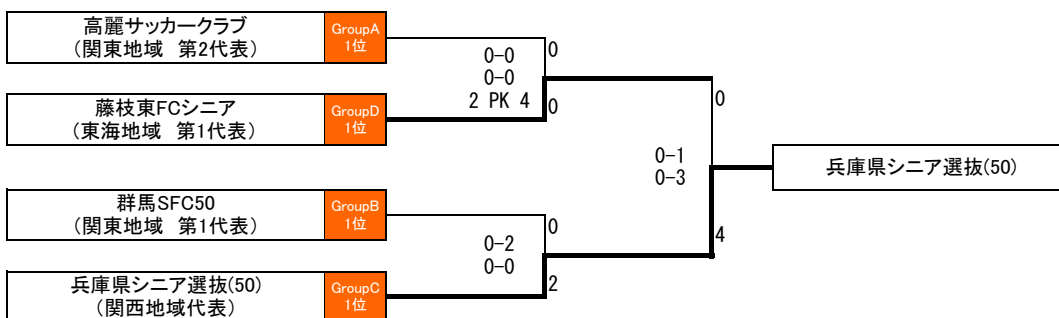 高麗サッカークラブ
（関東地域　第2代表）
GroupA
1位
0
0-0
0-0
2 PK 4
藤枝東FCシニア
（東海地域　第1代表）
GroupD
1位
0
0
0-1
0-3
兵庫県シニア選抜(50)
群馬SFC50
（関東地域　第1代表）
GroupB
1位
0
0-2
0-0
4
兵庫県シニア選抜(50)
（関西地域代表）
GroupC
1位
2